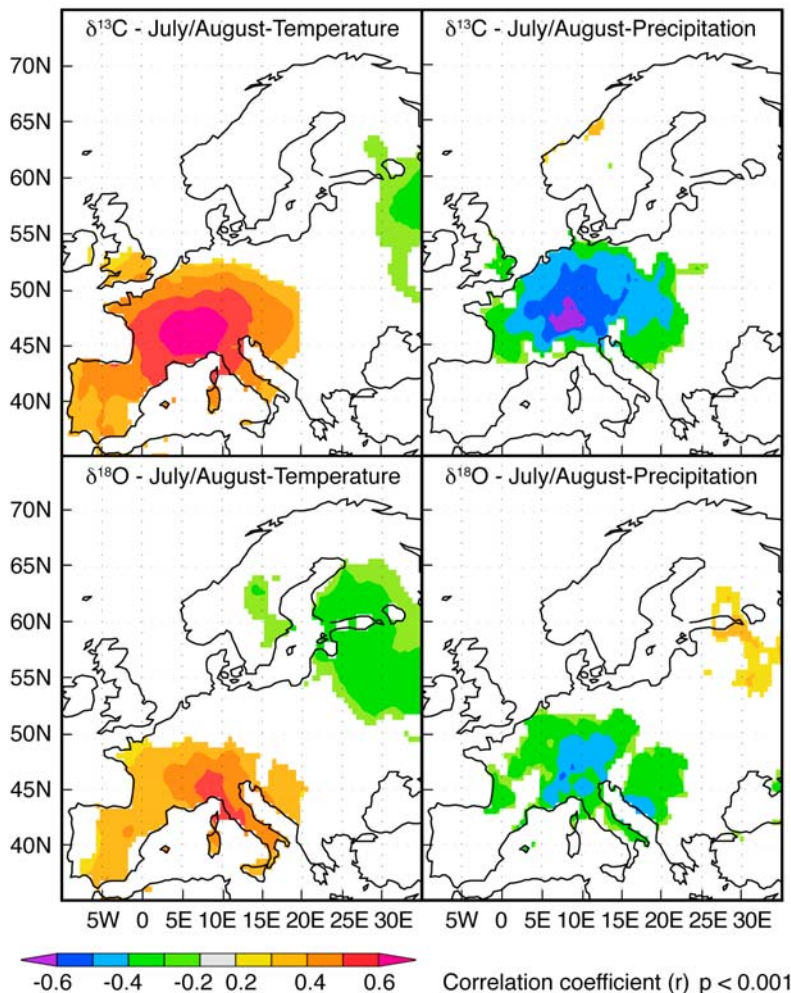 δ¹³C - July/August-Temperature
δ¹³C - July/August-Precipitation
70N
65N
60N
55N
50N
45N
40N
δ¹⁸O - July/August-Temperature
δ¹⁸O - July/August-Precipitation
70N
65N
60N
55N
50N
45N
40N
5W 0 5E 10E 15E 20E 25E 30E
5W 0 5E 10E 15E 20E 25E 30E
-0.6 -0.4 -0.2 0.2 0.4 0.6
Correlation coefficient (r) p < 0.001